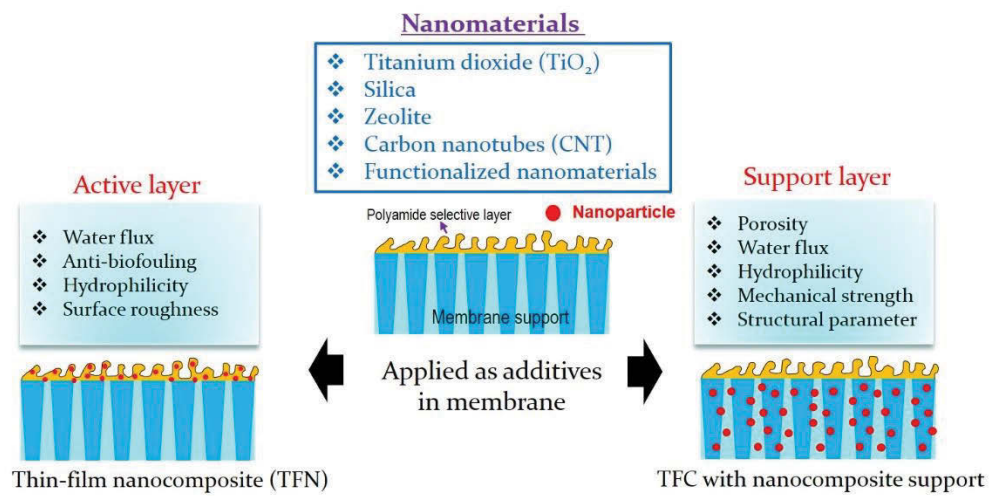 Nanomaterials
❖ Titanium dioxide (TiO₂)
❖ Silica
❖ Zeolite
❖ Carbon nanotubes (CNT)
❖ Functionalized nanomaterials
Active layer
❖ Water flux
❖ Anti-biofouling
❖ Hydrophilicity
❖ Surface roughness
Polyamide selective layer
Nanoparticle
Membrane support
Applied as additives
in membrane
Support layer
❖ Porosity
❖ Water flux
❖ Hydrophilicity
❖ Mechanical strength
❖ Structural parameter
Thin-film nanocomposite (TFN)
TFC with nanocomposite support